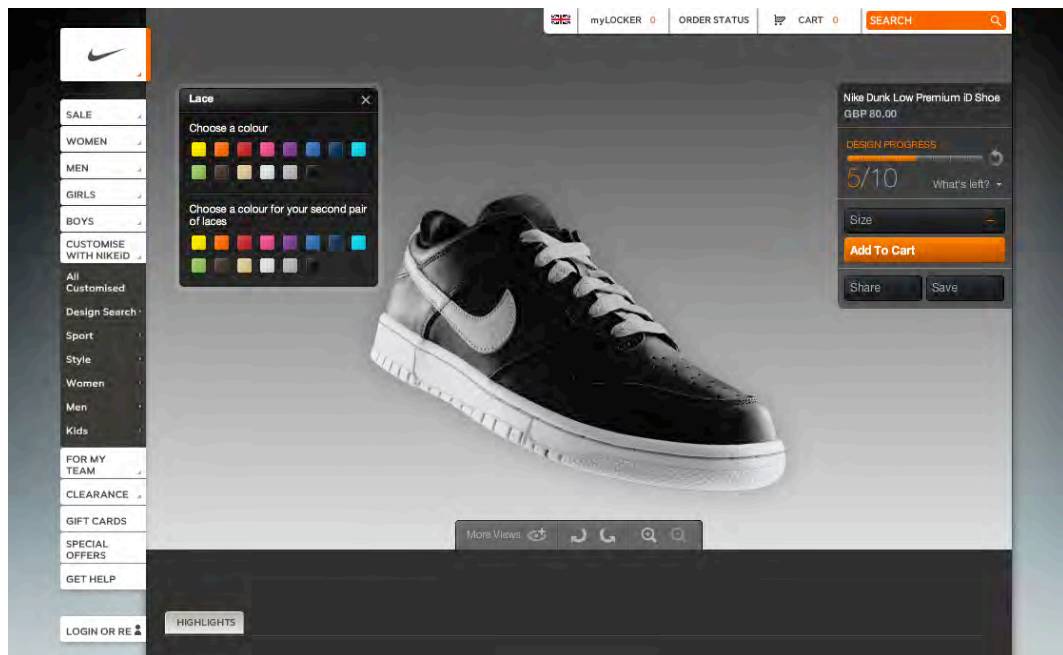 myLOCKER 0
ORDER STATUS
CART 0
SEARCH
SALE
WOMEN
MEN
GIRLS
BOYS
CUSTOMISE
WITH NIKEiD
All
Customised
Design Search
Sport
Style
Women
Men
Kids
FOR MY
TEAM
CLEARANCE
GIFT CARDS
SPECIAL
OFFERS
GET HELP
LOGIN OR RE
Lace
Choose a colour
Choose a colour for your second pair
of laces
Nike Dunk Low Premium iD Shoe
GBP 80.00
DESIGN PROGRESS
5/10
What's left?
Size
Add To Cart
Share
Save
More Views
HIGHLIGHTS